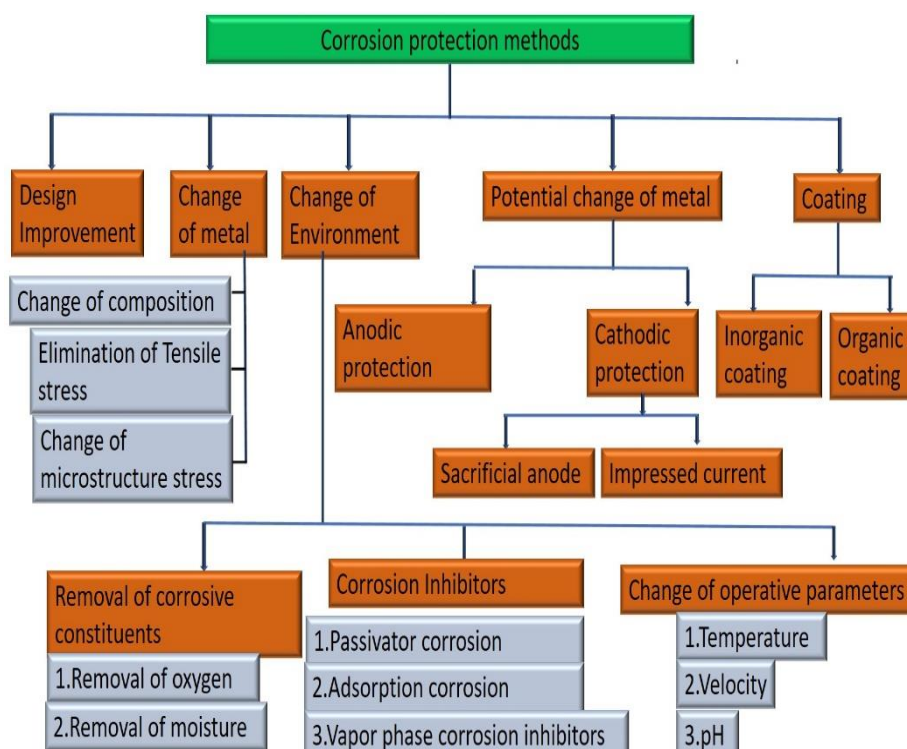 Corrosion protection methods
Design
Improvement
Change
of metal
Change of
Environment
Potential change of metal
Coating
Change of composition
Elimination of Tensile
stress
Change of
microstructure stress
Anodic
protection
Cathodic
protection
Inorganic
coating
Organic
coating
Sacrificial anode
Impressed current
Removal of corrosive
constituents
1.Removal of oxygen
2.Removal of moisture
Corrosion Inhibitors
1.Passivator corrosion
2.Adsorption corrosion
3.Vapor phase corrosion inhibitors
Change of operative parameters
1.Temperature
2.Velocity
3.pH